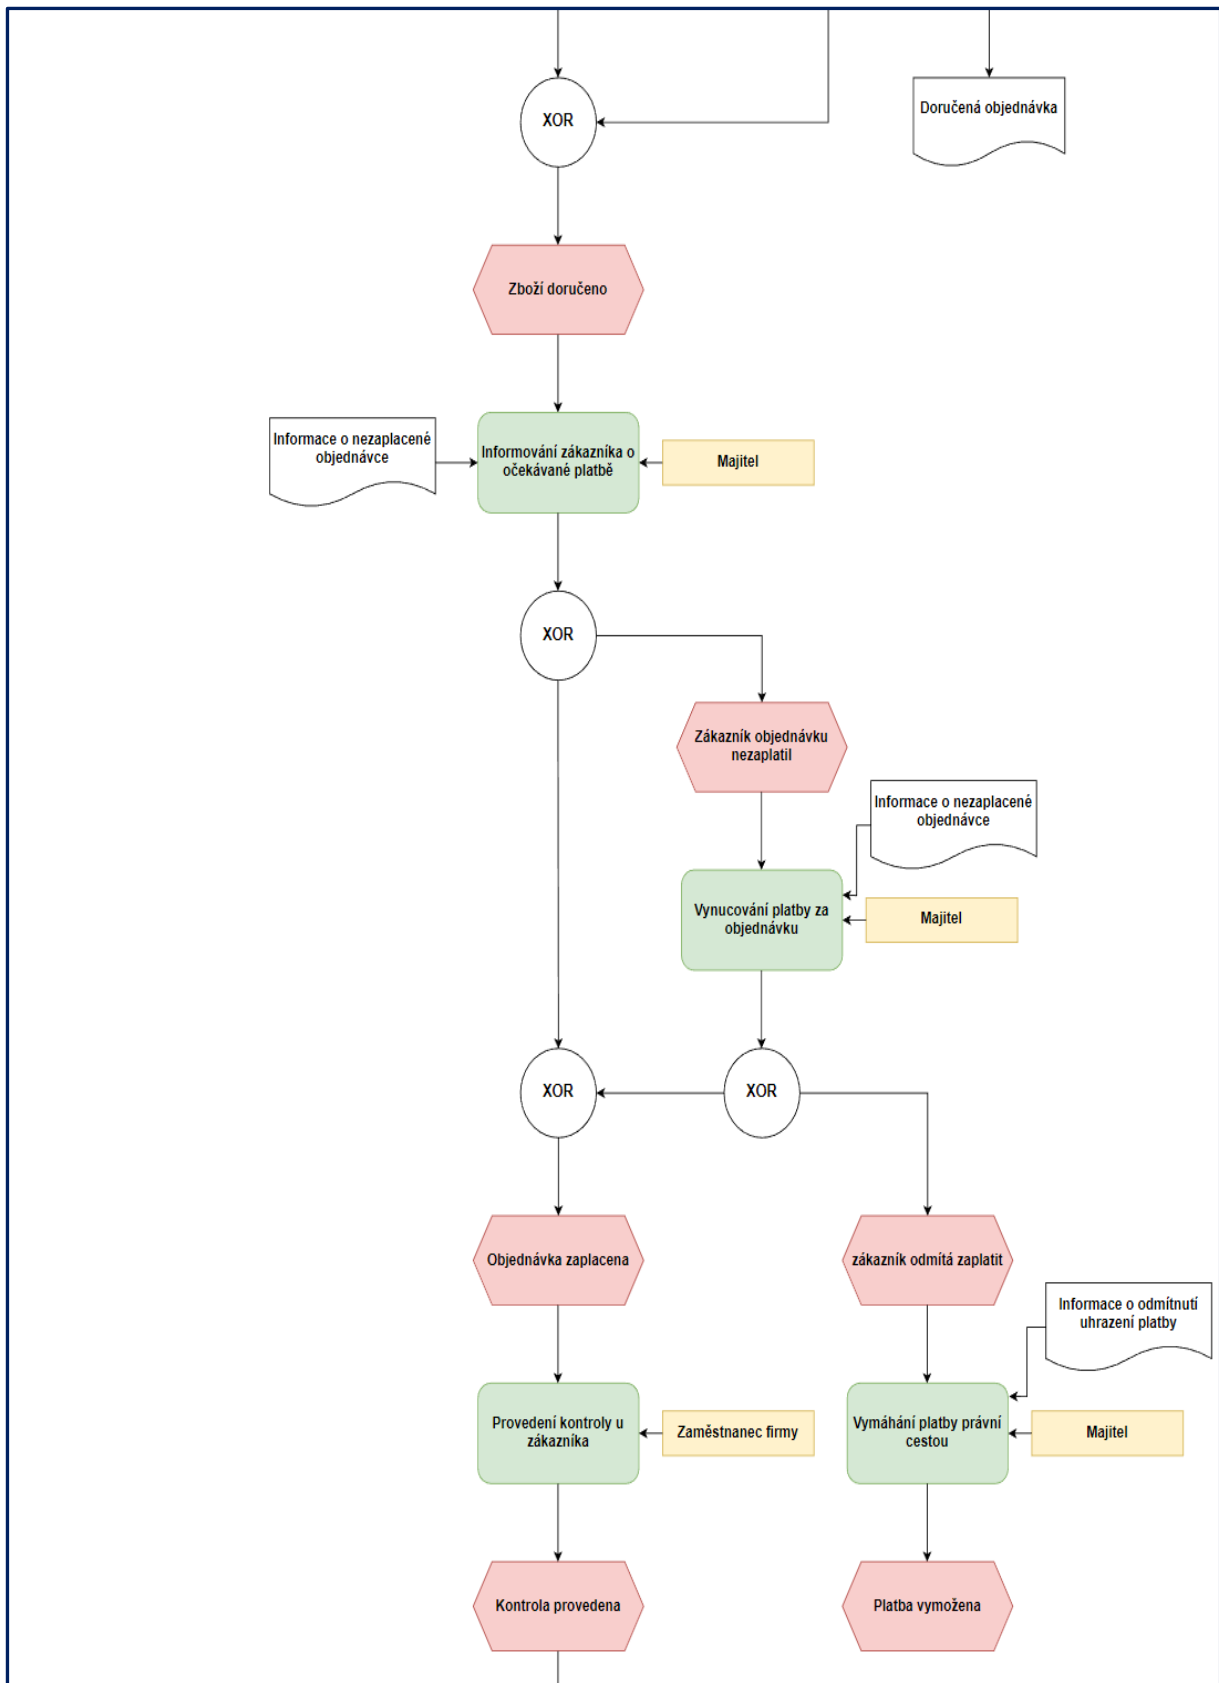 XOR
Doručená objednávka
Zboží doručeno
Informace o nezaplacené
objednávce
Informování zákazníka o
očekávané platbě
Majitel
XOR
Zákazník objednávku
nezaplatil
Informace o nezaplacené
objednávce
Vynucování platby za
objednávku
Majitel
XOR
XOR
Objednávka zaplacena
zákazník odmítá zaplatit
Informace o odmítnutí
uhrazení platby
Provedení kontroly u
zákazníka
Zaměstnanec firmy
Vymáhání platby právní
cestou
Majitel
Kontrola provedena
Platba vymožena